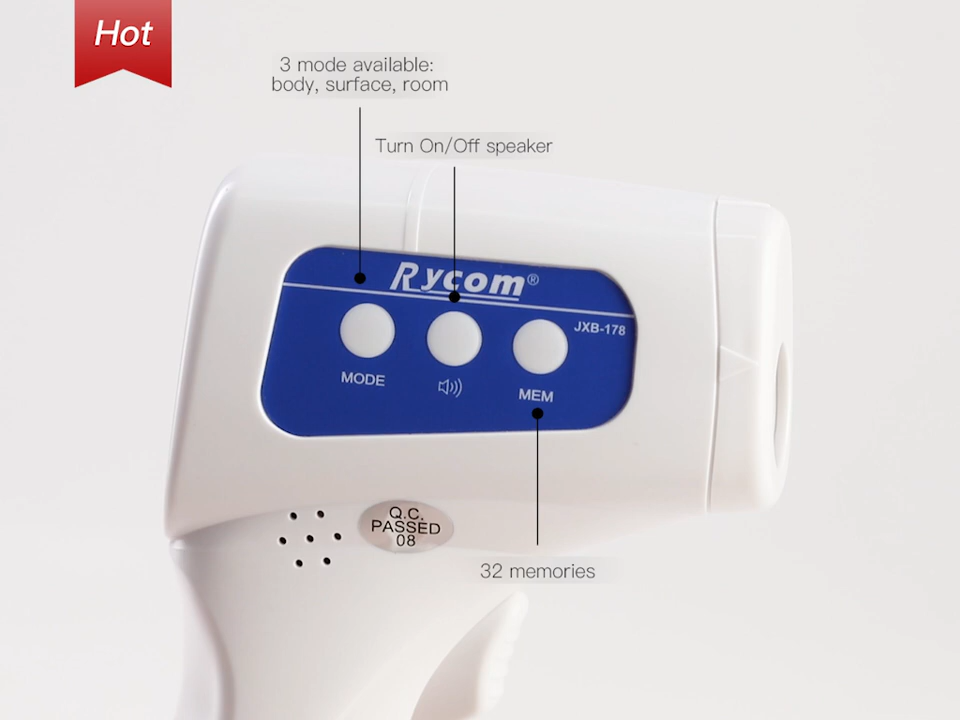 Hot
3 mode available:
body, surface, room
Turn On/Off speaker
Rycom®
JXB-178
MODE
MEM
Q.C.
PASSED
08
32 memories